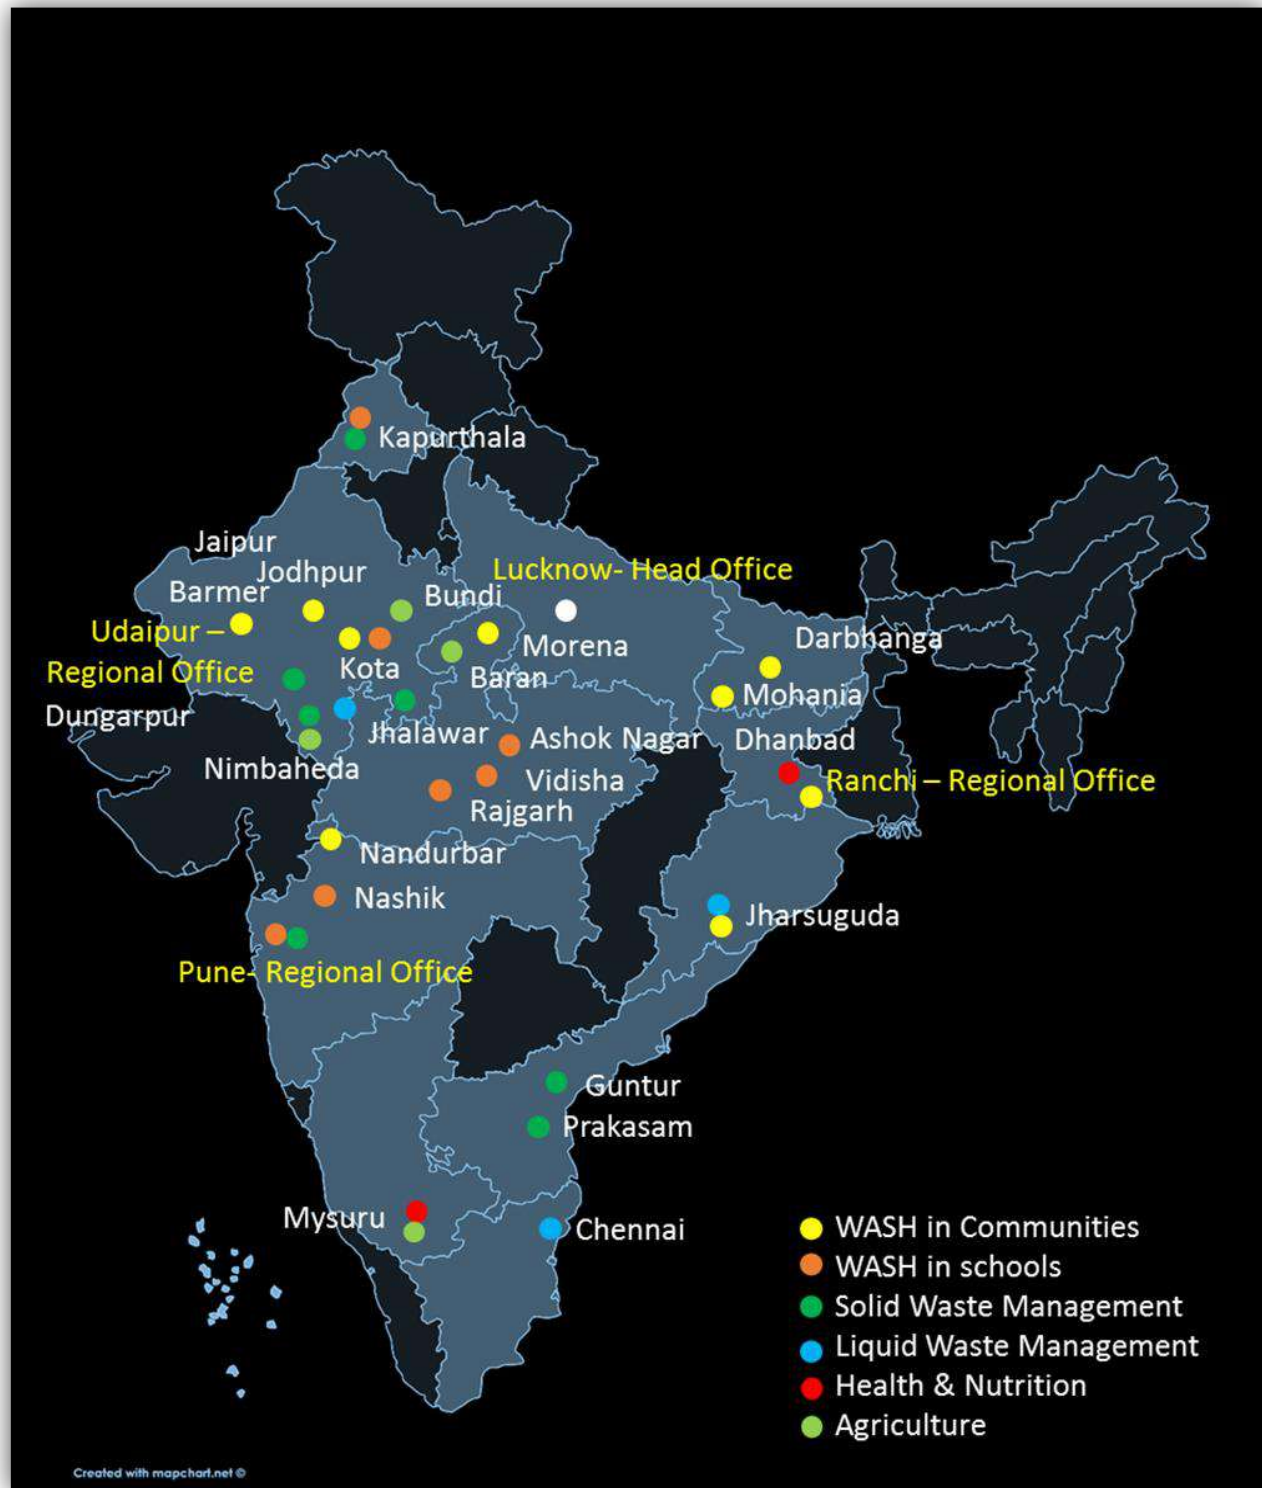 Kapurthala
Jaipur
Jodhpur
Lucknow- Head Office
Barmer
Bundi
Udaipur –
Regional Office
Morena
Darbhanga
Kota
Baran
Mohania
Dungarpur
Jhalawar
Ashok Nagar
Dhanbad
Nimbaheda
Vidisha
Ranchi – Regional Office
Rajgarh
Nandurbar
Nashik
Jharsuguda
Pune- Regional Office
Guntur
Prakasam
Mysuru
Chennai
WASH in Communities
WASH in schools
Solid Waste Management
Liquid Waste Management
Health & Nutrition
Agriculture
Created with mapchart.net ©